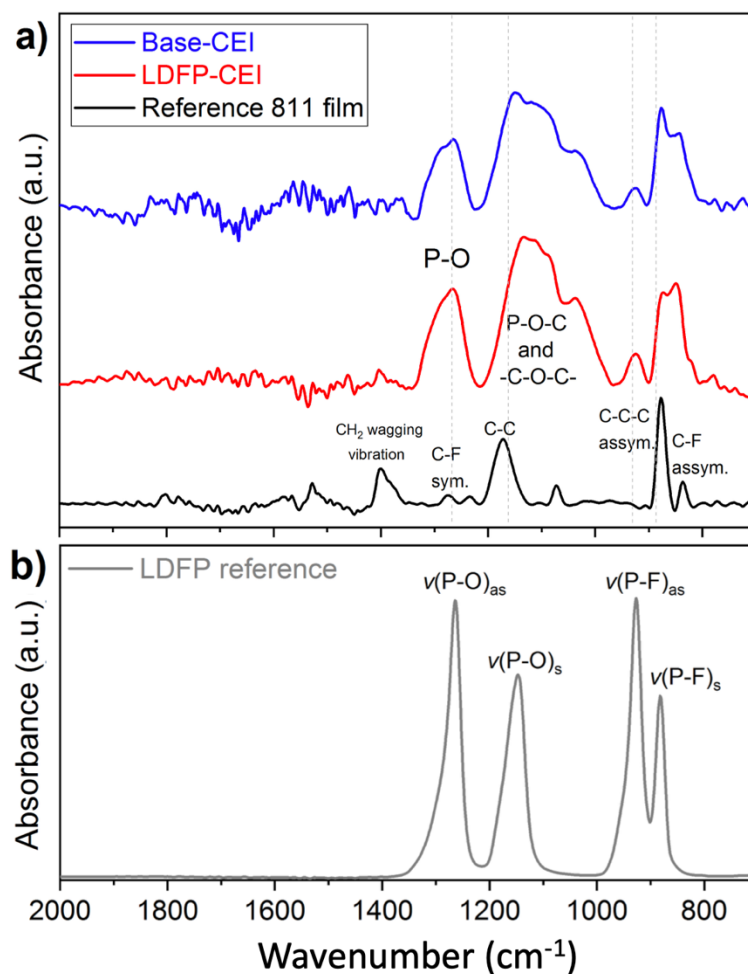 a)
Base-CEI
LDFP-CEI
Reference 811 film
Absorbance (a.u.)
P-O
P-O-C
and
-C-O-C-
CH₂ wagging
vibration
C-F
sym.
C-C
C-C-C
assym.
C-F
assym.
b)
LDFP reference
Absorbance (a.u.)
ν(P-O)as
ν(P-O)s
ν(P-F)as
ν(P-F)s
2000 1800 1600 1400 1200 1000 800
Wavenumber (cm⁻¹)